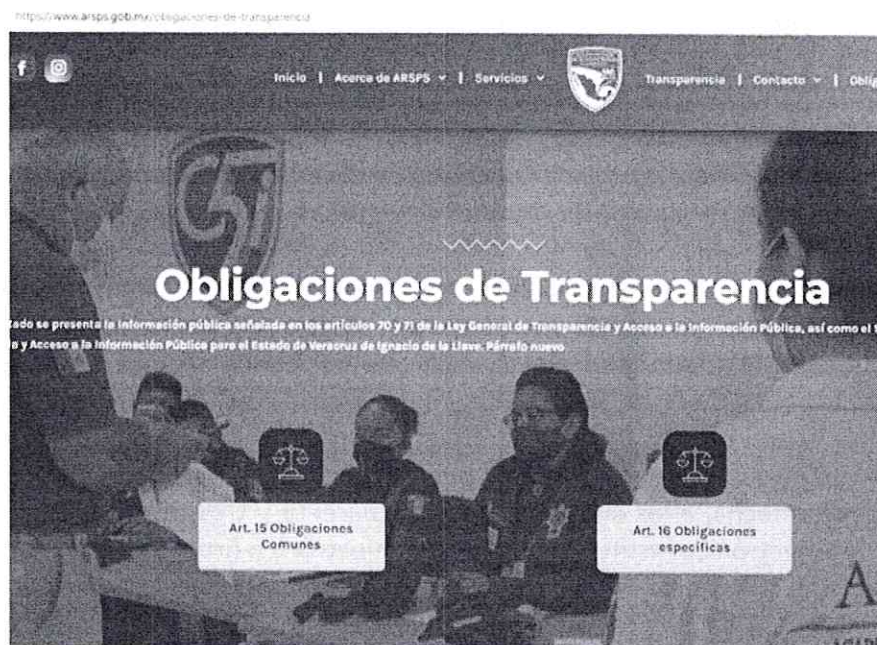 https://www.arsps.gob.mx/obligaciones-de-transparencia
f
Inicio | Acerca de ARSPS | Servicios
Transparencia | Contacto | Oblig
C5i
Obligaciones de Transparencia
tado se presenta la información pública señalada en los artículos 70 y 71 de la Ley General de Transparencia y Acceso a la Información Pública, así como el
a y Acceso a la Información Pública para el Estado de Veracruz de Ignacio de la Llave. Párrafo nuevo
Art. 15 Obligaciones
Comunes
Art. 16 Obligaciones
específicas
A
ACADE